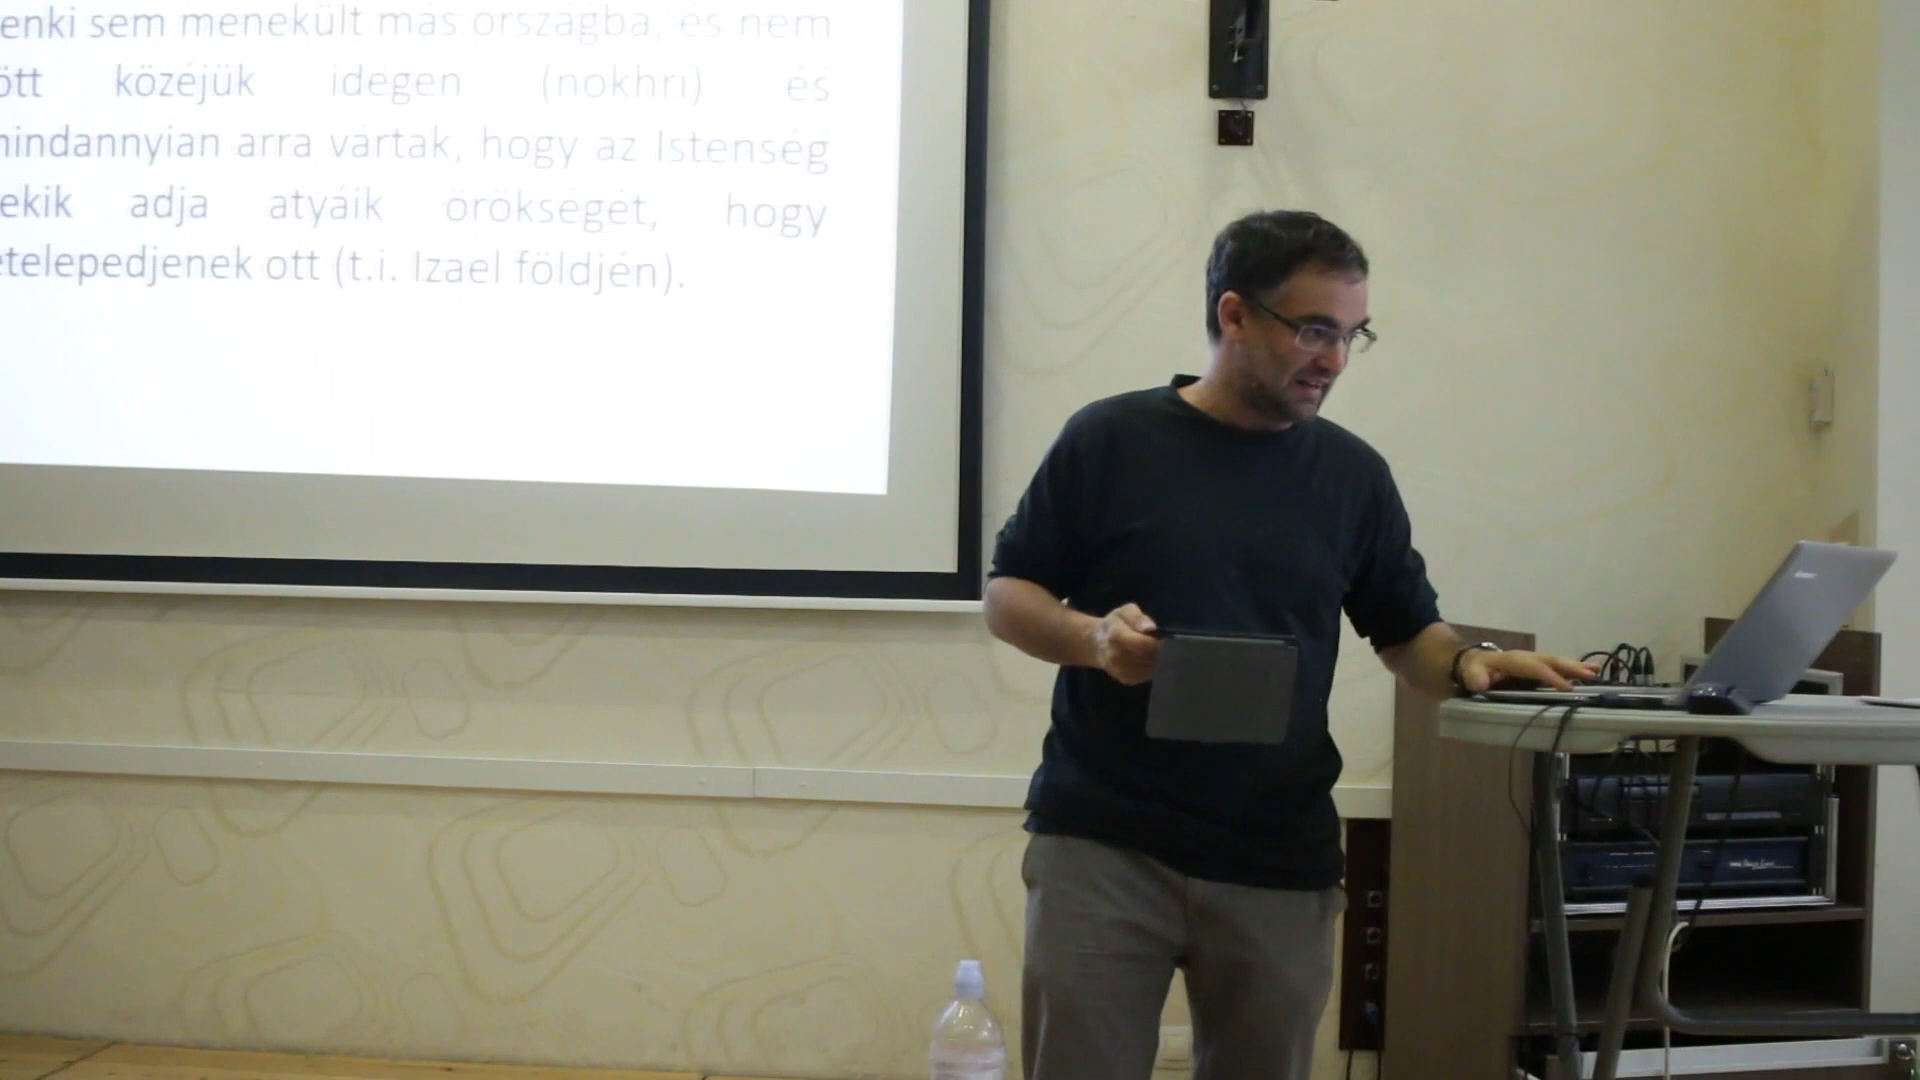 enki sem menekült más országba, és nem
ött közéjük idegen (nokhri) és
mindannyian arra vártak, hogy az Istenség
ekik adja atyáik örökségét, hogy
etelepedjenek ott (t.i. Izael földjén).